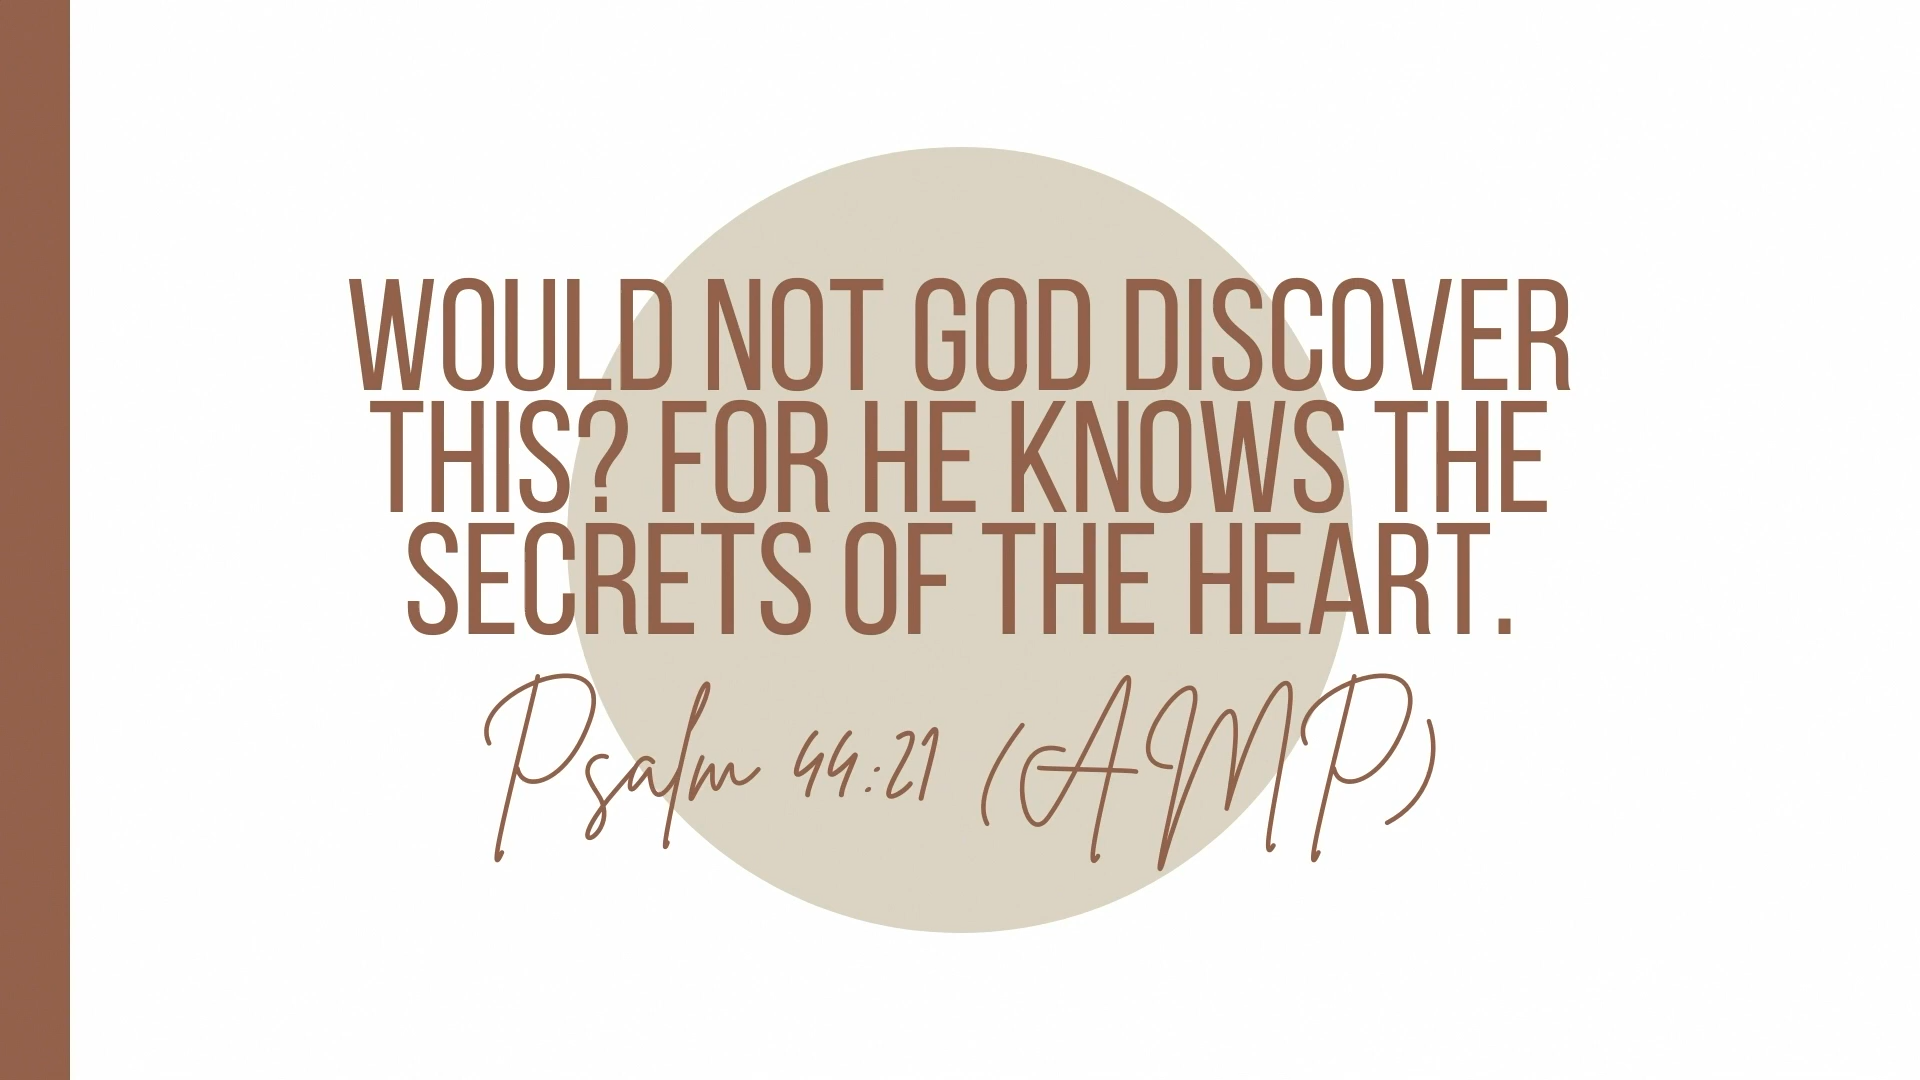 WOULD NOT GOD DISCOVER
THIS? FOR HE KNOWS THE
SECRETS OF THE HEART.
Psalm 44:21 (AMP)